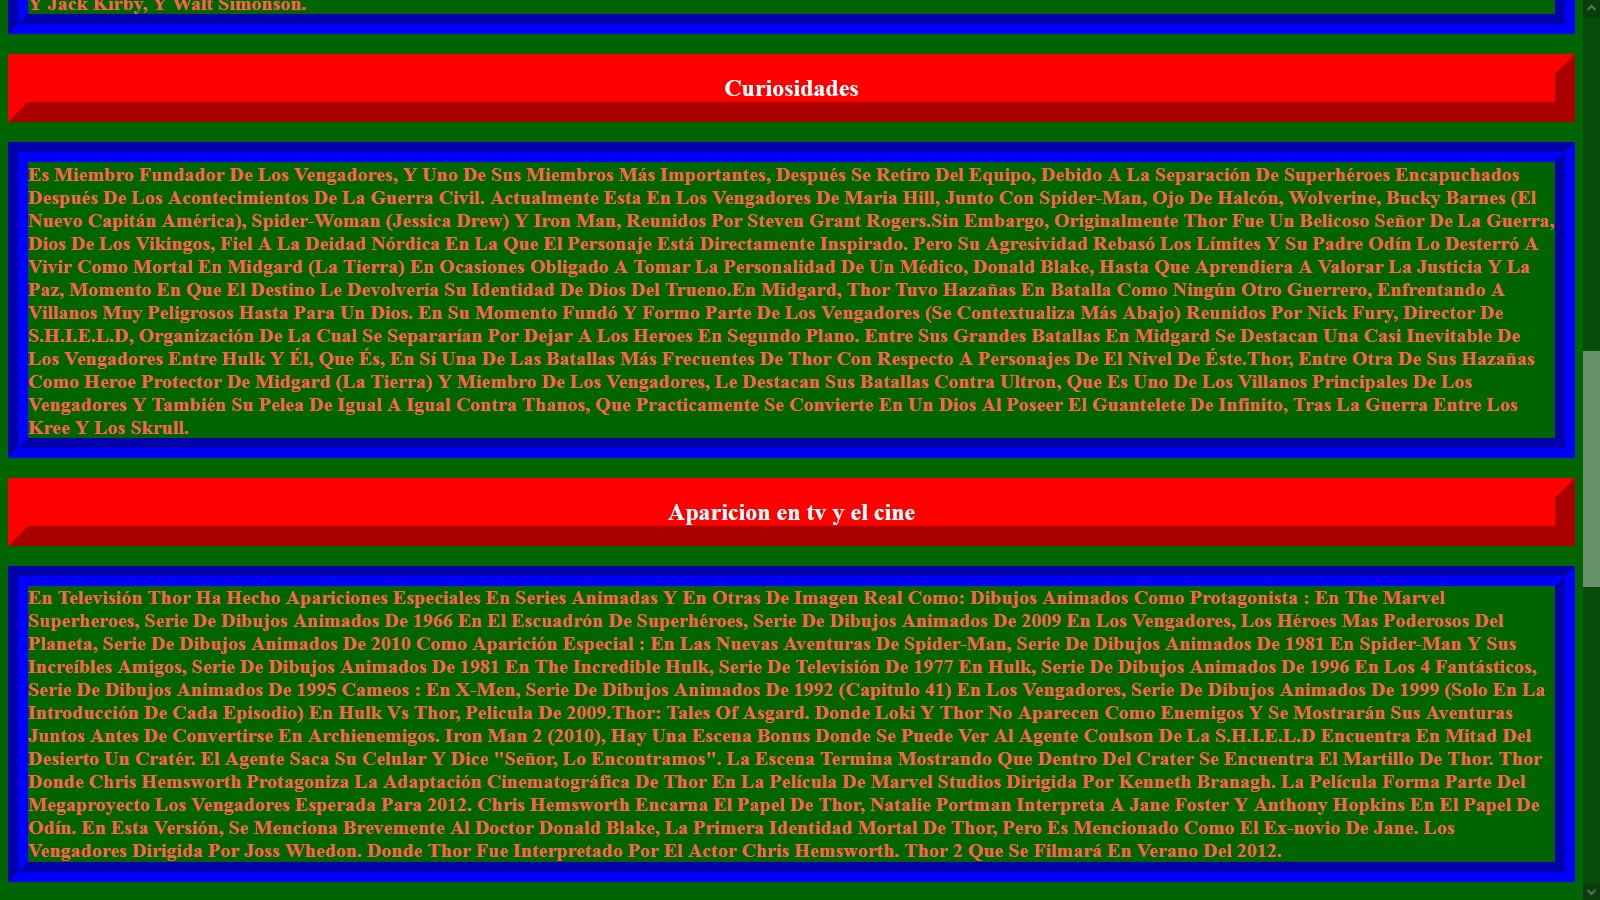 Y Jack Kirby, Y Walt Simonson.
Curiosidades
Es Miembro Fundador De Los Vengadores, Y Uno De Sus Miembros Más Importantes, Después Se Retiro Del Equipo, Debido A La Separación De Superhéroes Encapuchados
Después De Los Acontecimientos De La Guerra Civil. Actualmente Esta En Los Vengadores De Maria Hill, Junto Con Spider-Man, Ojo De Halcón, Wolverine, Bucky Barnes (El
Nuevo Capitán América), Spider-Woman (Jessica Drew) Y Iron Man, Reunidos Por Steven Grant Rogers.Sin Embargo, Originalmente Thor Fue Un Belicoso Señor De La Guerra,
Dios De Los Vikingos, Fiel A La Deidad Nórdica En La Que El Personaje Está Directamente Inspirado. Pero Su Agresividad Rebasó Los Límites Y Su Padre Odín Lo Desterró A
Vivir Como Mortal En Midgard (La Tierra) En Ocasiones Obligado A Tomar La Personalidad De Un Médico, Donald Blake, Hasta Que Aprendiera A Valorar La Justicia Y La
Paz, Momento En Que El Destino Le Devolvería Su Identidad De Dios Del Trueno.En Midgard, Thor Tuvo Hazañas En Batalla Como Ningún Otro Guerrero, Enfrentando A
Villanos Muy Peligrosos Hasta Para Un Dios. En Su Momento Fundó Y Formo Parte De Los Vengadores (Se Contextualiza Más Abajo) Reunidos Por Nick Fury, Director De
S.H.I.E.L.D, Organización De La Cual Se Separarían Por Dejar A Los Heroes En Segundo Plano. Entre Sus Grandes Batallas En Midgard Se Destacan Una Casi Inevitable De
Los Vengadores Entre Hulk Y Él, Que És, En Sí Una De Las Batallas Más Frecuentes De Thor Con Respecto A Personajes De El Nivel De Éste.Thor, Entre Otra De Sus Hazañas
Como Heroe Protector De Midgard (La Tierra) Y Miembro De Los Vengadores, Le Destacan Sus Batallas Contra Ultron, Que Es Uno De Los Villanos Principales De Los
Vengadores Y También Su Pelea De Igual A Igual Contra Thanos, Que Practicamente Se Convierte En Un Dios Al Poseer El Guantelete De Infinito, Tras La Guerra Entre Los
Kree Y Los Skrull.
Aparicion en tv y el cine
En Televisión Thor Ha Hecho Apariciones Especiales En Series Animadas Y En Otras De Imagen Real Como: Dibujos Animados Como Protagonista : En The Marvel
Superheroes, Serie De Dibujos Animados De 1966 En El Escuadrón De Superhéroes, Serie De Dibujos Animados De 2009 En Los Vengadores, Los Héroes Mas Poderosos Del
Planeta, Serie De Dibujos Animados De 2010 Como Aparición Especial : En Las Nuevas Aventuras De Spider-Man, Serie De Dibujos Animados De 1981 En Spider-Man Y Sus
Increíbles Amigos, Serie De Dibujos Animados De 1981 En The Incredible Hulk, Serie De Televisión De 1977 En Hulk, Serie De Dibujos Animados De 1996 En Los 4 Fantásticos,
Serie De Dibujos Animados De 1995 Cameos : En X-Men, Serie De Dibujos Animados De 1992 (Capitulo 41) En Los Vengadores, Serie De Dibujos Animados De 1999 (Solo En La
Introducción De Cada Episodio) En Hulk Vs Thor, Pelicula De 2009.Thor: Tales Of Asgard. Donde Loki Y Thor No Aparecen Como Enemigos Y Se Mostrarán Sus Aventuras
Juntos Antes De Convertirse En Archienemigos. Iron Man 2 (2010), Hay Una Escena Bonus Donde Se Puede Ver Al Agente Coulson De La S.H.I.E.L.D Encuentra En Mitad Del
Desierto Un Cratér. El Agente Saca Su Celular Y Dice "Señor, Lo Encontramos". La Escena Termina Mostrando Que Dentro Del Crater Se Encuentra El Martillo De Thor. Thor
Donde Chris Hemsworth Protagoniza La Adaptación Cinematográfica De Thor En La Película De Marvel Studios Dirigida Por Kenneth Branagh. La Película Forma Parte Del
Megaproyecto Los Vengadores Esperada Para 2012. Chris Hemsworth Encarna El Papel De Thor, Natalie Portman Interpreta A Jane Foster Y Anthony Hopkins En El Papel De
Odín. En Esta Versión, Se Menciona Brevemente Al Doctor Donald Blake, La Primera Identidad Mortal De Thor, Pero Es Mencionado Como El Ex-novio De Jane. Los
Vengadores Dirigida Por Joss Whedon. Donde Thor Fue Interpretado Por El Actor Chris Hemsworth. Thor 2 Que Se Filmará En Verano Del 2012.